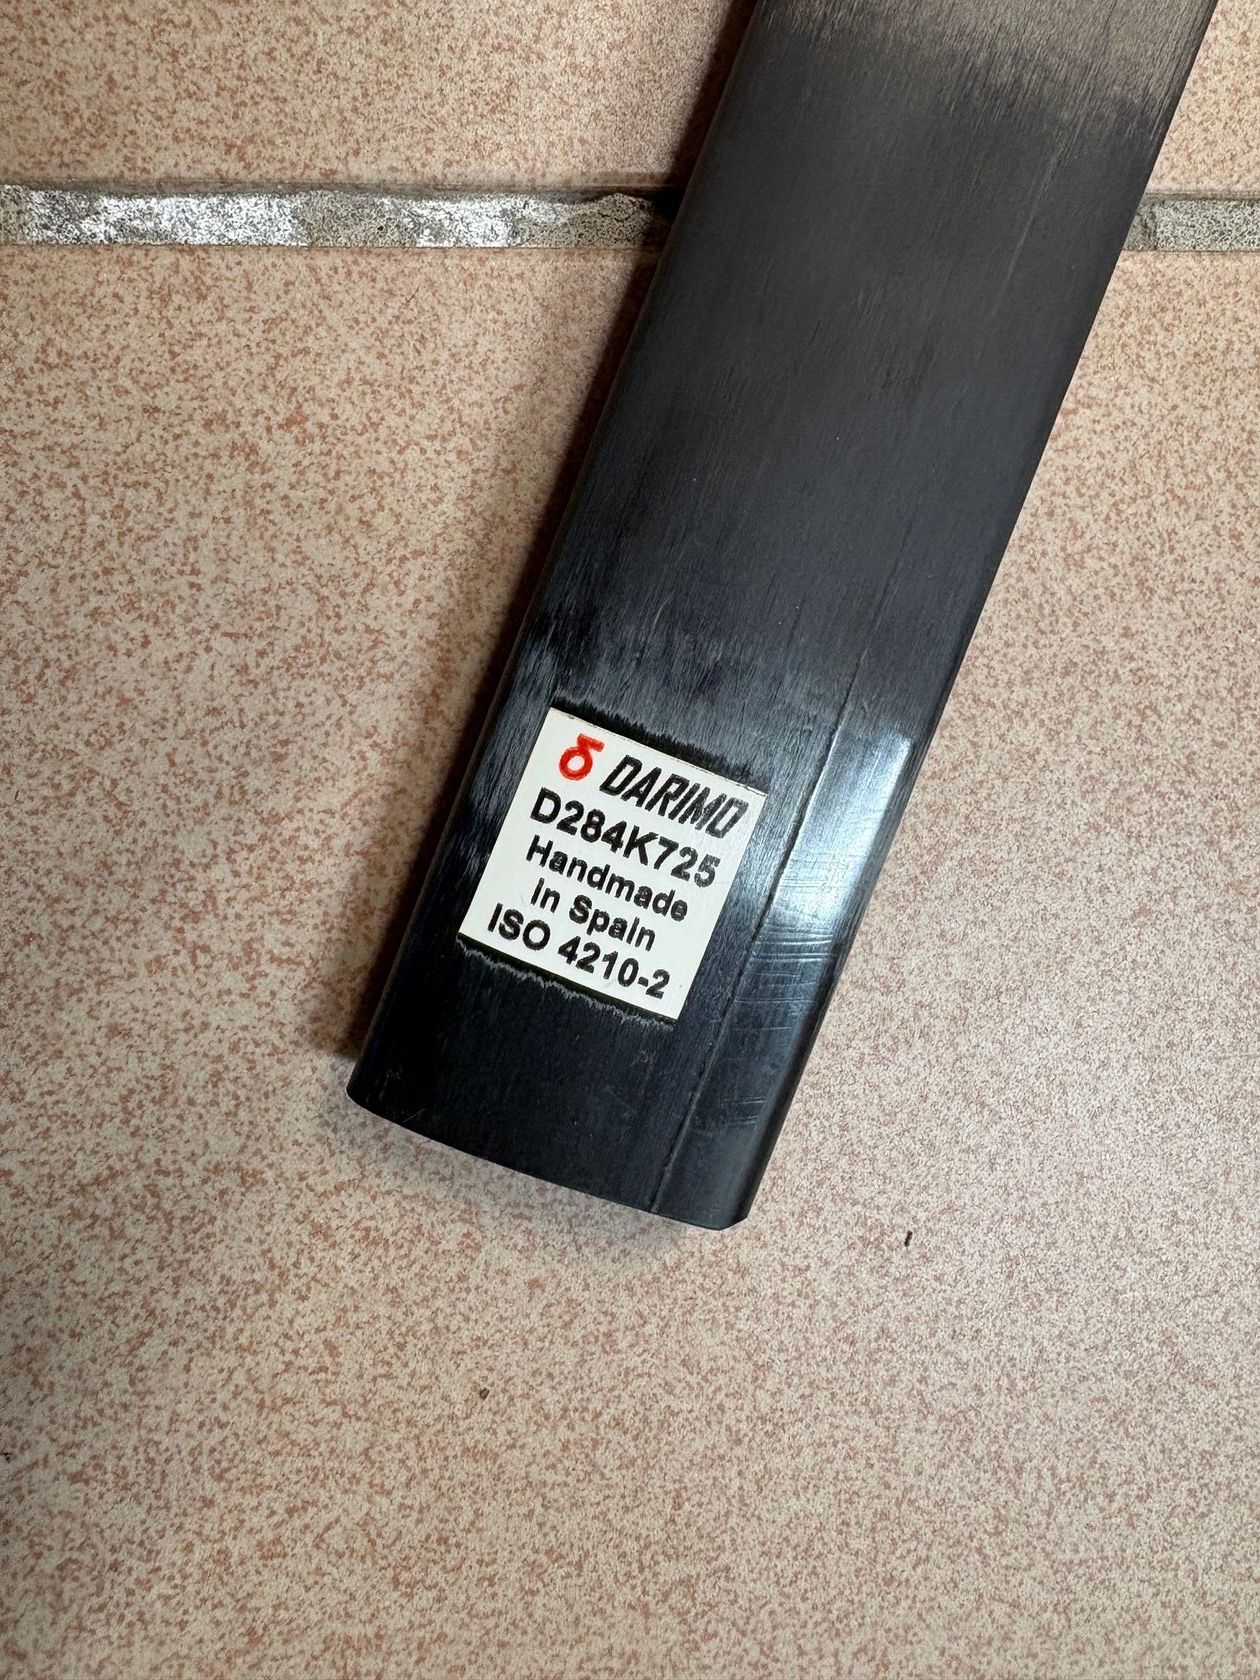 DARIMO
D284K725
Handmade
in Spain
ISO 4210-2